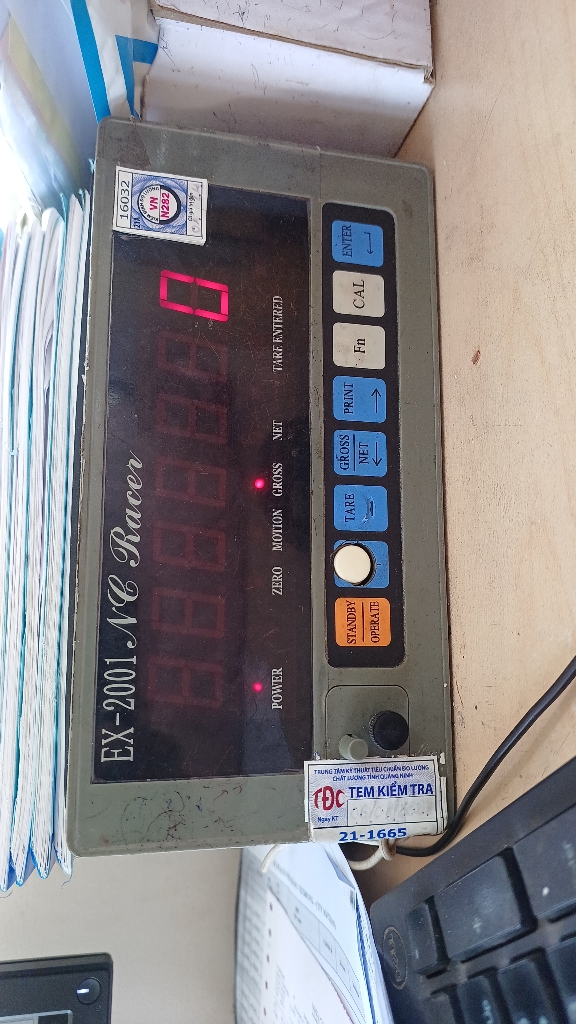 EX-2001 NC Racer
16032
VN
N282
0
POWER
ZERO MOTION GROSS NET TARE ENTERED
STANDBY
OPERATE
TARE
GROSS
NET
PRINT
Fn
CAL
ENTER
TRUNG TÂM KỸ THUẬT TIÊU CHUẨN ĐO LƯỜNG
CHẤT LƯỢNG TỈNH QUẢNG NINH
TĐC TEM KIỂM TRA
Ngày KT
21-1665